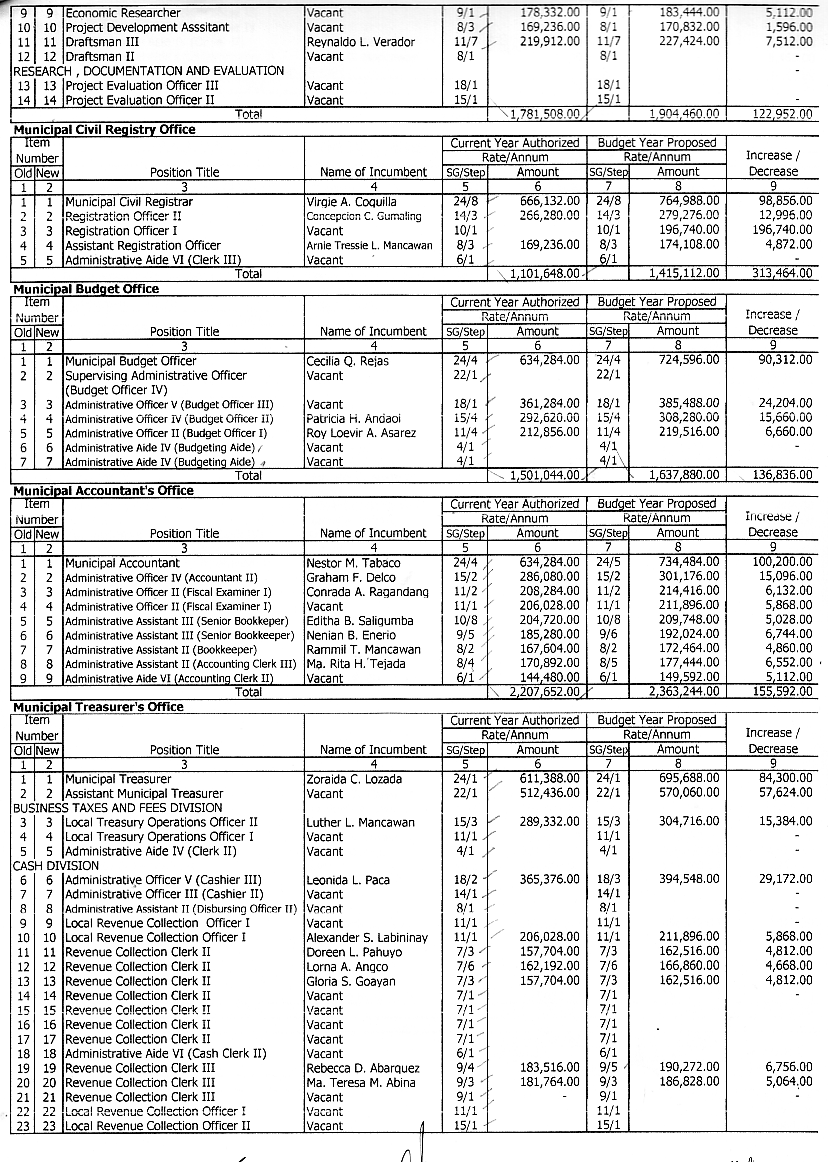 9 9 Economic Researcher Vacant 9/1 178,332.00 9/1 183,444.00 5,112.00
10 10 Project Development Asssitant Vacant 8/3 169,236.00 8/1 170,832.00 1,596.00
11 11 Draftsman III Reynaldo L. Verador 11/7 219,912.00 11/7 227,424.00 7,512.00
12 12 Draftsman II Vacant 8/1 8/1 -
RESEARCH , DOCUMENTATION AND EVALUATION -
13 13 Project Evaluation Officer III Vacant 18/1 18/1
14 14 Project Evaluation Officer II Vacant 15/1 15/1 -
Total 1,781,508.00 1,904,460.00 122,952.00
Municipal Civil Registry Office
Item Current Year Authorized Budget Year Proposed
Number Rate/Annum Rate/Annum Increase /
Old New Position Title Name of Incumbent SG/Step Amount SG/Step Amount Decrease
1 2 3 4 5 6 7 8 9
1 1 Municipal Civil Registrar Virgie A. Coquilla 24/8 666,132.00 24/8 764,988.00 98,856.00
2 2 Registration Officer II Concepcion C. Gumaling 14/3 266,280.00 14/3 279,276.00 12,996.00
3 3 Registration Officer I Vacant 10/1 10/1 196,740.00 196,740.00
4 4 Assistant Registration Officer Arnie Tressie L. Mancawan 8/3 169,236.00 8/3 174,108.00 4,872.00
5 5 Administrative Aide VI (Clerk III) Vacant 6/1 6/1 -
Total 1,101,648.00 1,415,112.00 313,464.00
Municipal Budget Office
Item Current Year Authorized Budget Year Proposed
Number Rate/Annum Rate/Annum Increase /
Old New Position Title Name of Incumbent SG/Step Amount SG/Step Amount Decrease
1 2 3 4 5 6 7 8 9
1 1 Municipal Budget Officer Cecilia Q. Rejas 24/4 634,284.00 24/4 724,596.00 90,312.00
2 2 Supervising Administrative Officer Vacant 22/1 22/1
(Budget Officer IV)
3 3 Administrative Officer V (Budget Officer III) Vacant 18/1 361,284.00 18/1 385,488.00 24,204.00
4 4 Administrative Officer IV (Budget Officer II) Patricia H. Andaoi 15/4 292,620.00 15/4 308,280.00 15,660.00
5 5 Administrative Officer II (Budget Officer I) Roy Loevir A. Asarez 11/4 212,856.00 11/4 219,516.00 6,660.00
6 6 Administrative Aide IV (Budgeting Aide) Vacant 4/1 4/1 -
7 7 Administrative Aide IV (Budgeting Aide) Vacant 4/1 4/1
Total 1,501,044.00 1,637,880.00 136,836.00
Municipal Accountant's Office
Item Current Year Authorized Budget Year Proposed
Number Rate/Annum Rate/Annum Increase /
Old New Position Title Name of Incumbent SG/Step Amount SG/Step Amount Decrease
1 2 3 4 5 6 7 8 9
1 1 Municipal Accountant Nestor M. Tabaco 24/4 634,284.00 24/5 734,484.00 100,200.00
2 2 Administrative Officer IV (Accountant II) Graham F. Delco 15/2 286,080.00 15/2 301,176.00 15,096.00
3 3 Administrative Officer II (Fiscal Examiner I) Conrada A. Ragandang 11/2 208,284.00 11/2 214,416.00 6,132.00
4 4 Administrative Officer II (Fiscal Examiner I) Vacant 11/1 206,028.00 11/1 211,896.00 5,868.00
5 5 Administrative Assistant III (Senior Bookkeper) Editha B. Saligumba 10/8 204,720.00 10/8 209,748.00 5,028.00
6 6 Administrative Assistant III (Senior Bookkeeper) Nenian B. Enerio 9/5 185,280.00 9/6 192,024.00 6,744.00
7 7 Administrative Assistant II (Bookkeeper) Rammil T. Mancawan 8/2 167,604.00 8/2 172,464.00 4,860.00
8 8 Administrative Assistant II (Accounting Clerk III) Ma. Rita H. Tejada 8/4 170,892.00 8/5 177,444.00 6,552.00
9 9 Administrative Aide VI (Accounting Clerk II) Vacant 6/1 144,480.00 6/1 149,592.00 5,112.00
Total 2,207,652.00 2,363,244.00 155,592.00
Municipal Treasurer's Office
Item Current Year Authorized Budget Year Proposed
Number Rate/Annum Rate/Annum Increase /
Old New Position Title Name of Incumbent SG/Step Amount SG/Step Amount Decrease
1 2 3 4 5 6 7 8 9
1 1 Municipal Treasurer Zoraida C. Lozada 24/1 611,388.00 24/1 695,688.00 84,300.00
2 2 Assistant Municipal Treasurer Vacant 22/1 512,436.00 22/1 570,060.00 57,624.00
BUSINESS TAXES AND FEES DIVISION
3 3 Local Treasury Operations Officer II Luther L. Mancawan 15/3 289,332.00 15/3 304,716.00 15,384.00
4 4 Local Treasury Operations Officer I Vacant 11/1 11/1 -
5 5 Administrative Aide IV (Clerk II) Vacant 4/1 4/1 -
CASH DIVISION
6 6 Administrative Officer V (Cashier III) Leonida L. Paca 18/2 365,376.00 18/3 394,548.00 29,172.00
7 7 Administrative Officer III (Cashier II) Vacant 14/1 14/1 -
8 8 Administrative Assistant II (Disbursing Officer II) Vacant 8/1 8/1 -
9 9 Local Revenue Collection Officer I Vacant 11/1 11/1 -
10 10 Local Revenue Collection Officer I Alexander S. Labininay 11/1 206,028.00 11/1 211,896.00 5,868.00
11 11 Revenue Collection Clerk II Doreen L. Pahuyo 7/3 157,704.00 7/3 162,516.00 4,812.00
12 12 Revenue Collection Clerk II Lorna A. Angco 7/6 162,192.00 7/6 166,860.00 4,668.00
13 13 Revenue Collection Clerk II Gloria S. Goayan 7/3 157,704.00 7/3 162,516.00 4,812.00
14 14 Revenue Collection Clerk II Vacant 7/1 7/1 -
15 15 Revenue Collection Clerk II Vacant 7/1 7/1
16 16 Revenue Collection Clerk II Vacant 7/1 7/1
17 17 Revenue Collection Clerk II Vacant 7/1 7/1
18 18 Administrative Aide VI (Cash Clerk II) Vacant 6/1 6/1
19 19 Revenue Collection Clerk III Rebecca D. Abarquez 9/4 183,516.00 9/5 190,272.00 6,756.00
20 20 Revenue Collection Clerk III Ma. Teresa M. Abina 9/3 181,764.00 9/3 186,828.00 5,064.00
21 21 Revenue Collection Clerk III Vacant 9/1 - 9/1 -
22 22 Local Revenue Collection Officer I Vacant 11/1 11/1
23 23 Local Revenue Collection Officer II Vacant 15/1 15/1 -